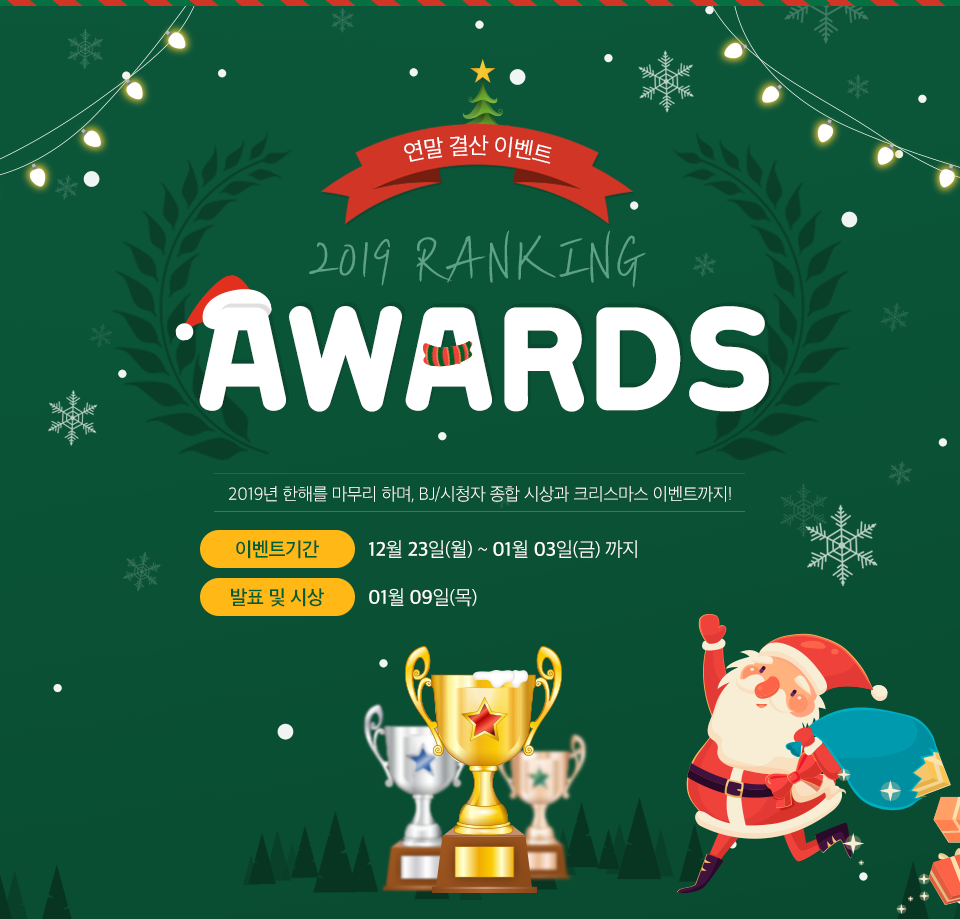 연말 결산 이벤트
2019 RANKING
AWARDS
2019년 한해를 마무리 하며, BJ/시청자 종합 시상과 크리스마스 이벤트까지!
이벤트기간 12월 23일(월) ~ 01월 03일(금) 까지
발표 및 시상 01월 09일(목)